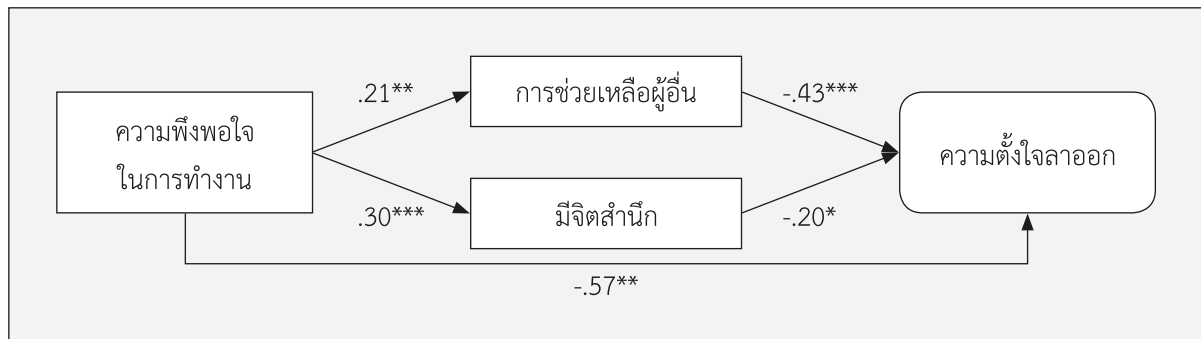 ความพึงพอใจ
ในการทำงาน
.21**
.30***
การช่วยเหลือผู้อื่น
มีจิตสำนึก
-.43***
-.20*
ความตั้งใจลาออก
-.57**